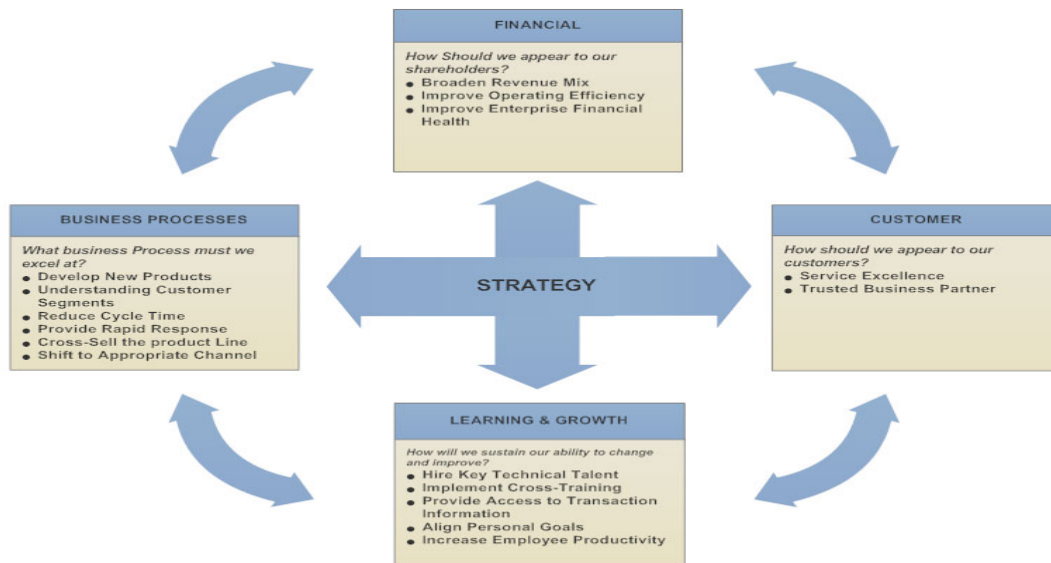 FINANCIAL
How Should we appear to our
shareholders?
• Broaden Revenue Mix
• Improve Operating Efficiency
• Improve Enterprise Financial
Health
BUSINESS PROCESSES
What business Process must we
excel at?
• Develop New Products
• Understanding Customer
Segments
• Reduce Cycle Time
• Provide Rapid Response
• Cross-Sell the product Line
• Shift to Appropriate Channel
STRATEGY
CUSTOMER
How should we appear to our
customers?
• Service Excellence
• Trusted Business Partner
LEARNING & GROWTH
How will we sustain our ability to change
and improve?
• Hire Key Technical Talent
• Implement Cross-Training
• Provide Access to Transaction
Information
• Align Personal Goals
• Increase Employee Productivity